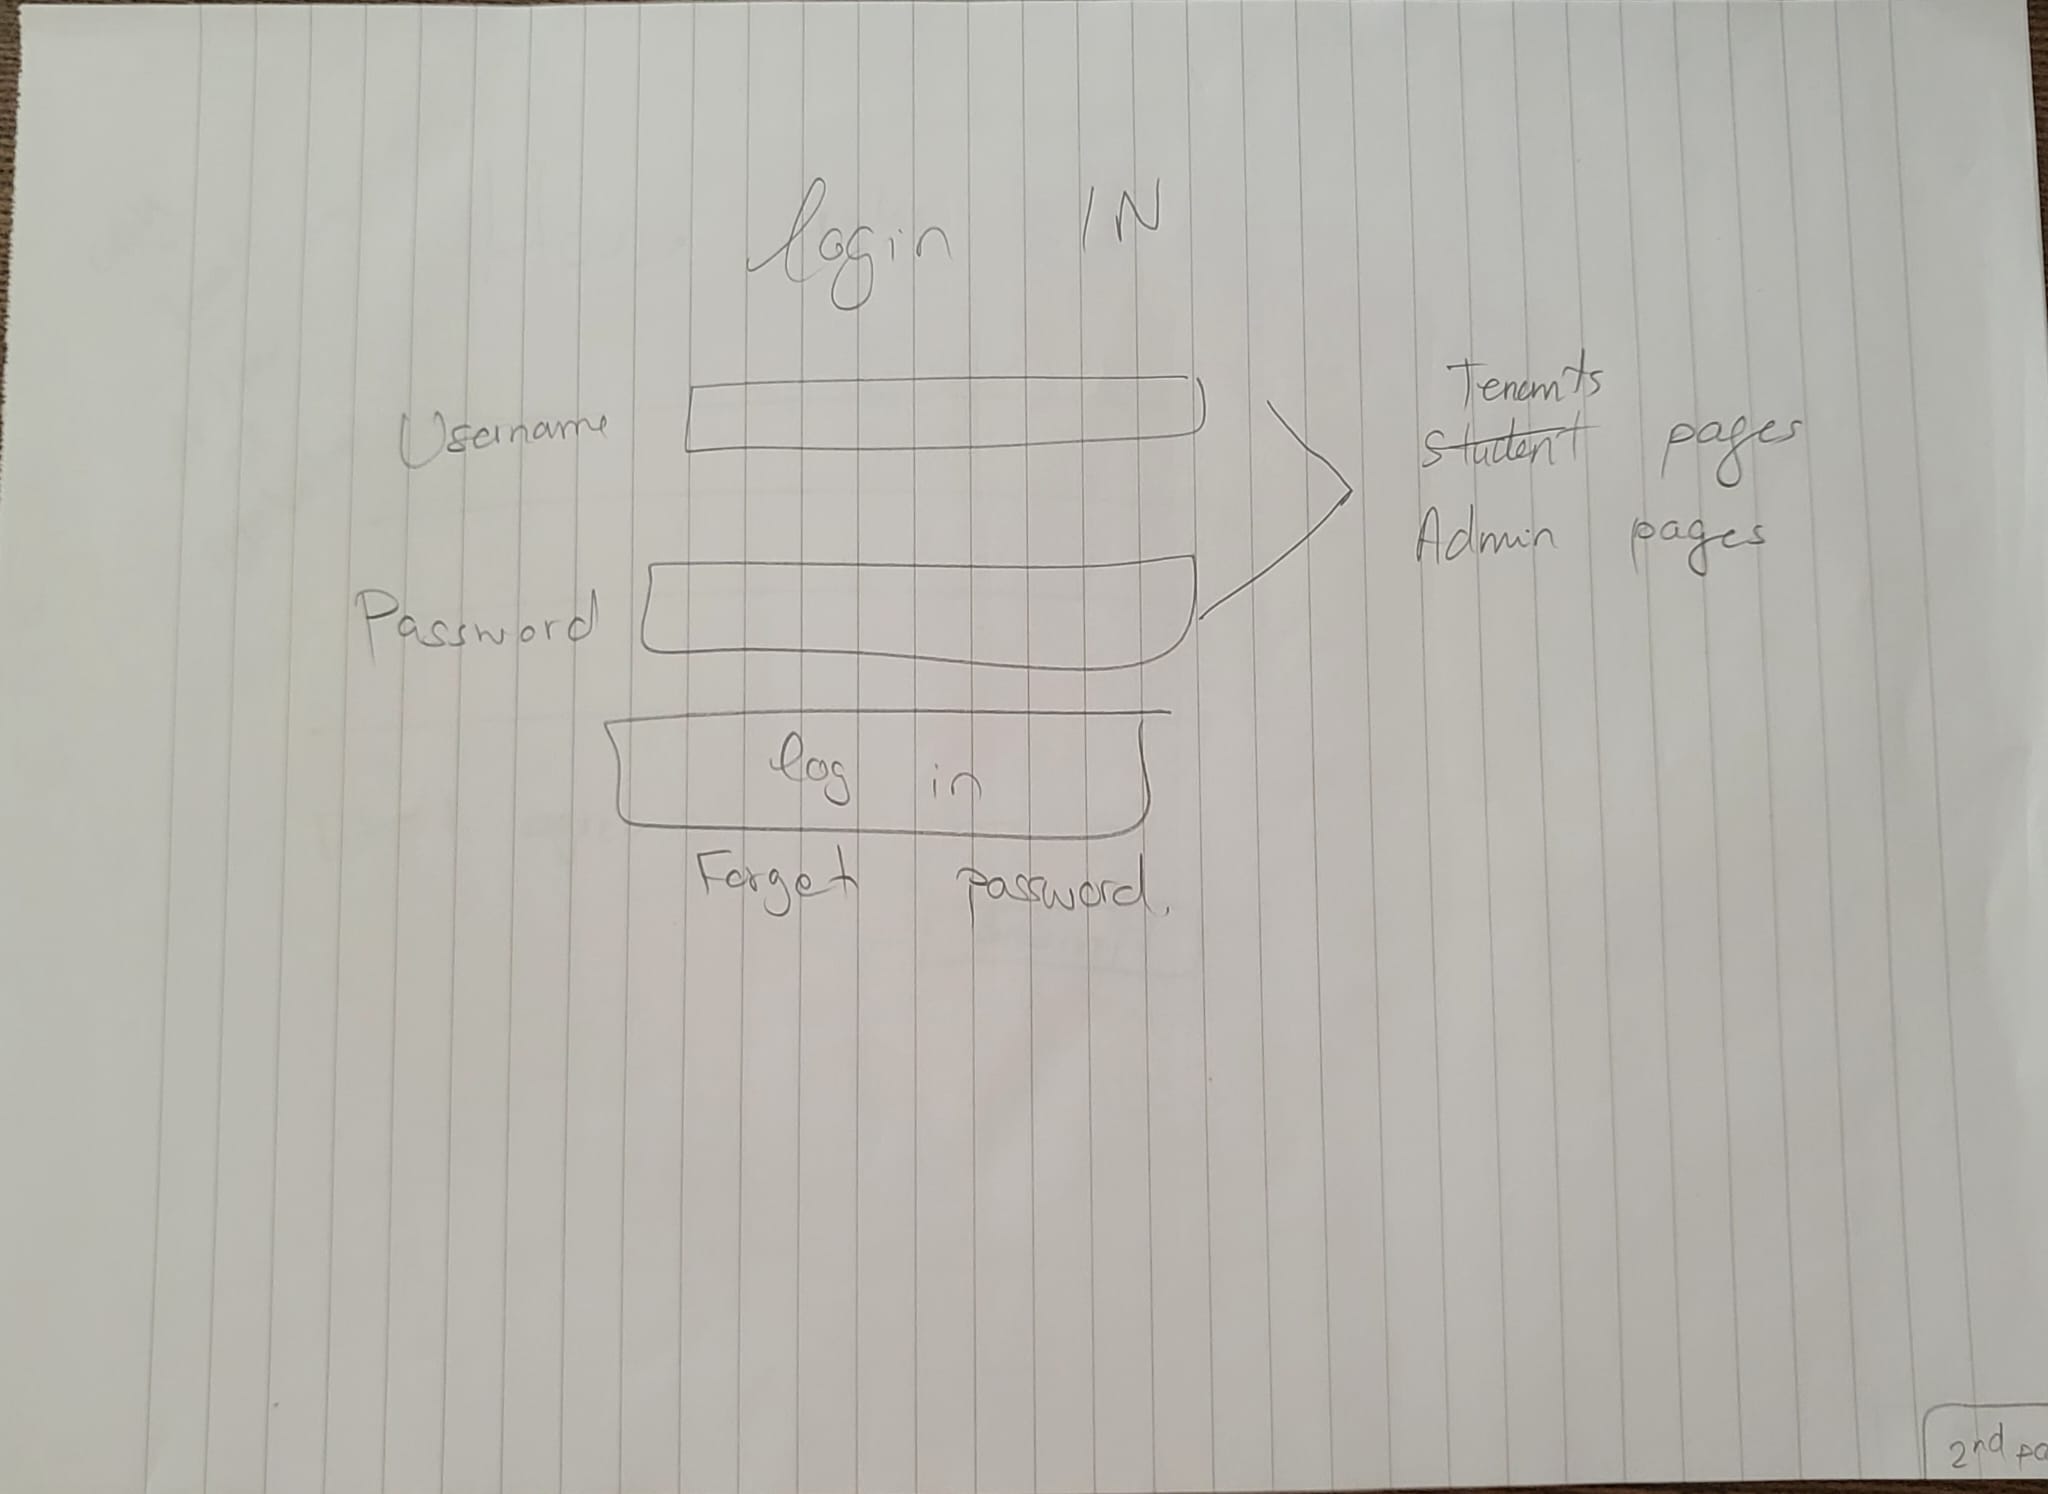 login IN
Username
Password
Tenants
Student pages
Admin pages
log in
Forget password.
2nd pa